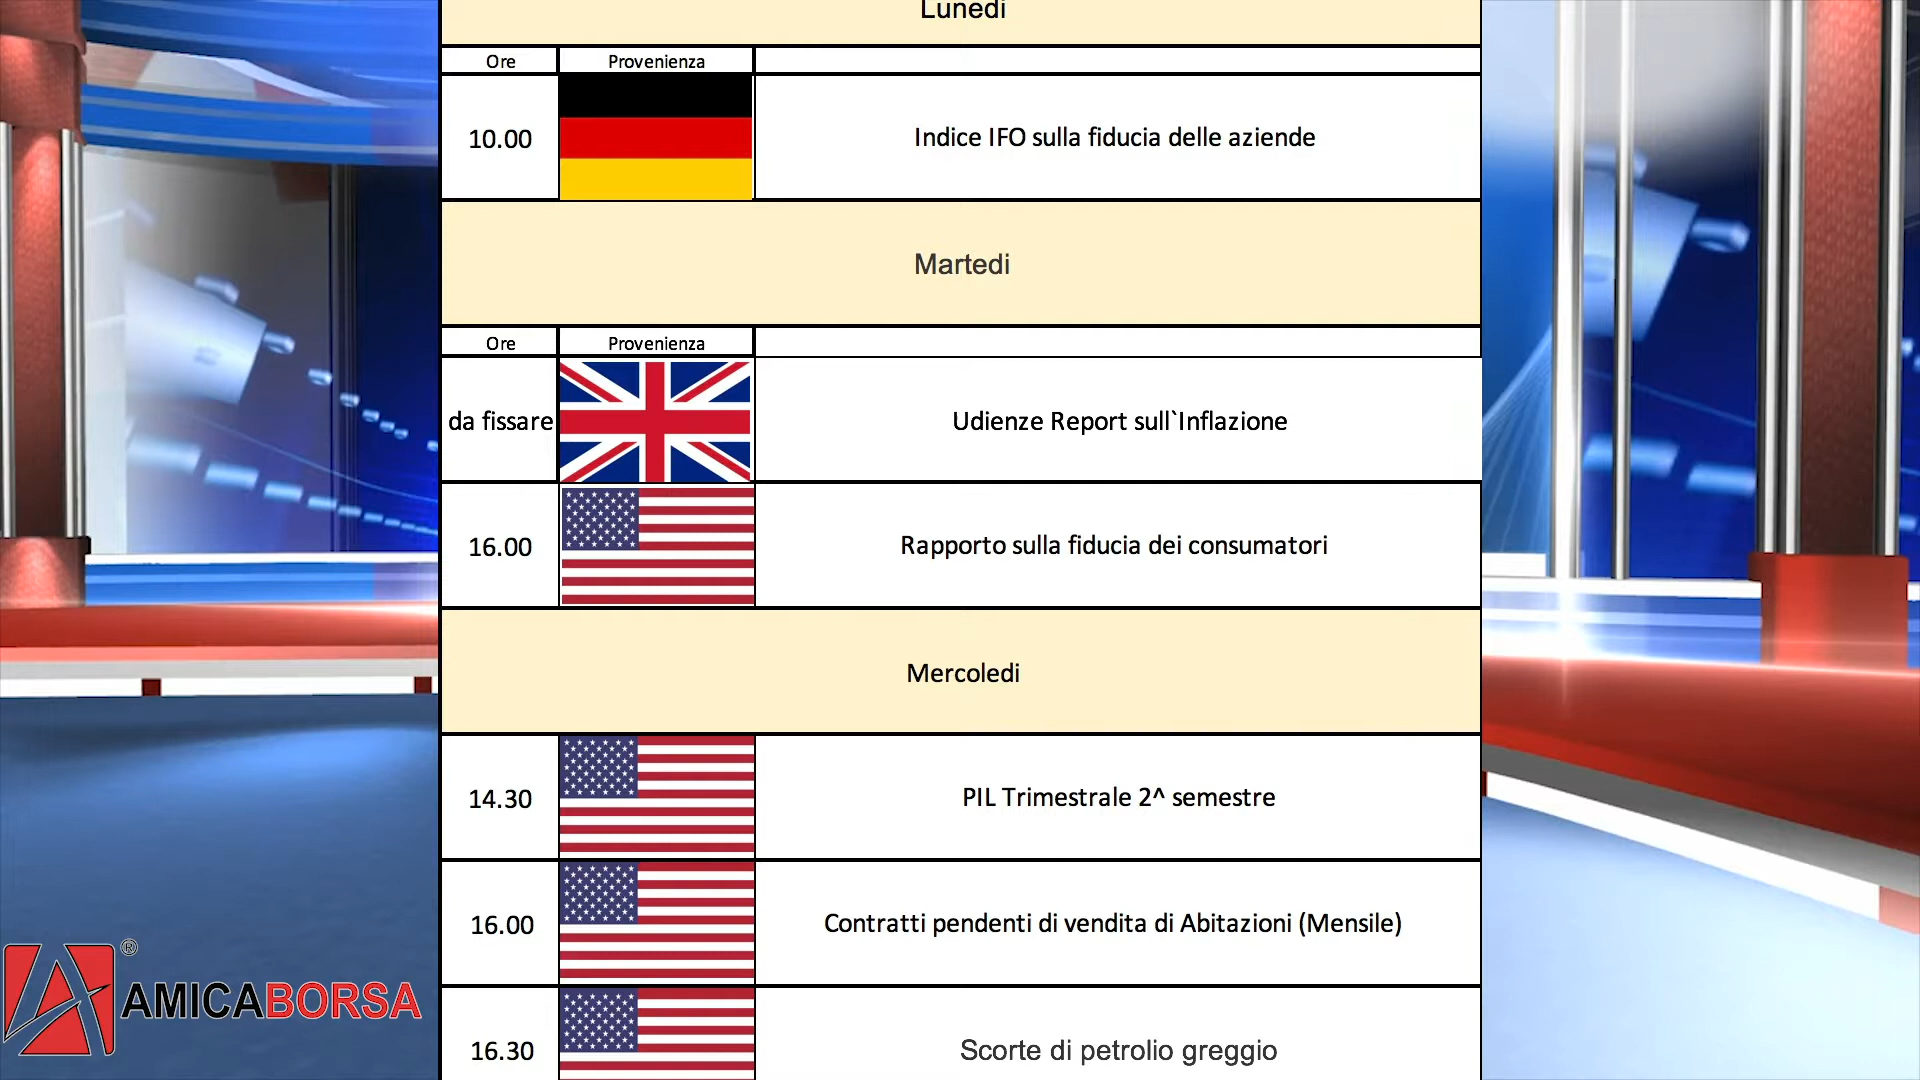 Lunedi
Ore Provenienza
10.00 Indice IFO sulla fiducia delle aziende
Martedi
Ore Provenienza
da fissare Udienze Report sull`Inflazione
16.00 Rapporto sulla fiducia dei consumatori
Mercoledi
14.30 PIL Trimestrale 2^ semestre
16.00 Contratti pendenti di vendita di Abitazioni (Mensile)
16.30 Scorte di petrolio greggio
®
AMICABORSA